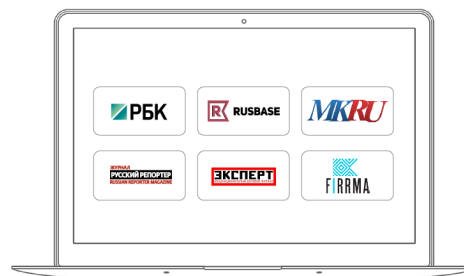 РБК
RUSBASE
MKRU
ЖУРНАЛ
РУССКИЙ РЕПОРТЕР
RUSSIAN REPORTER MAGAZINE
ЭКСПЕРТ
FIRRMA